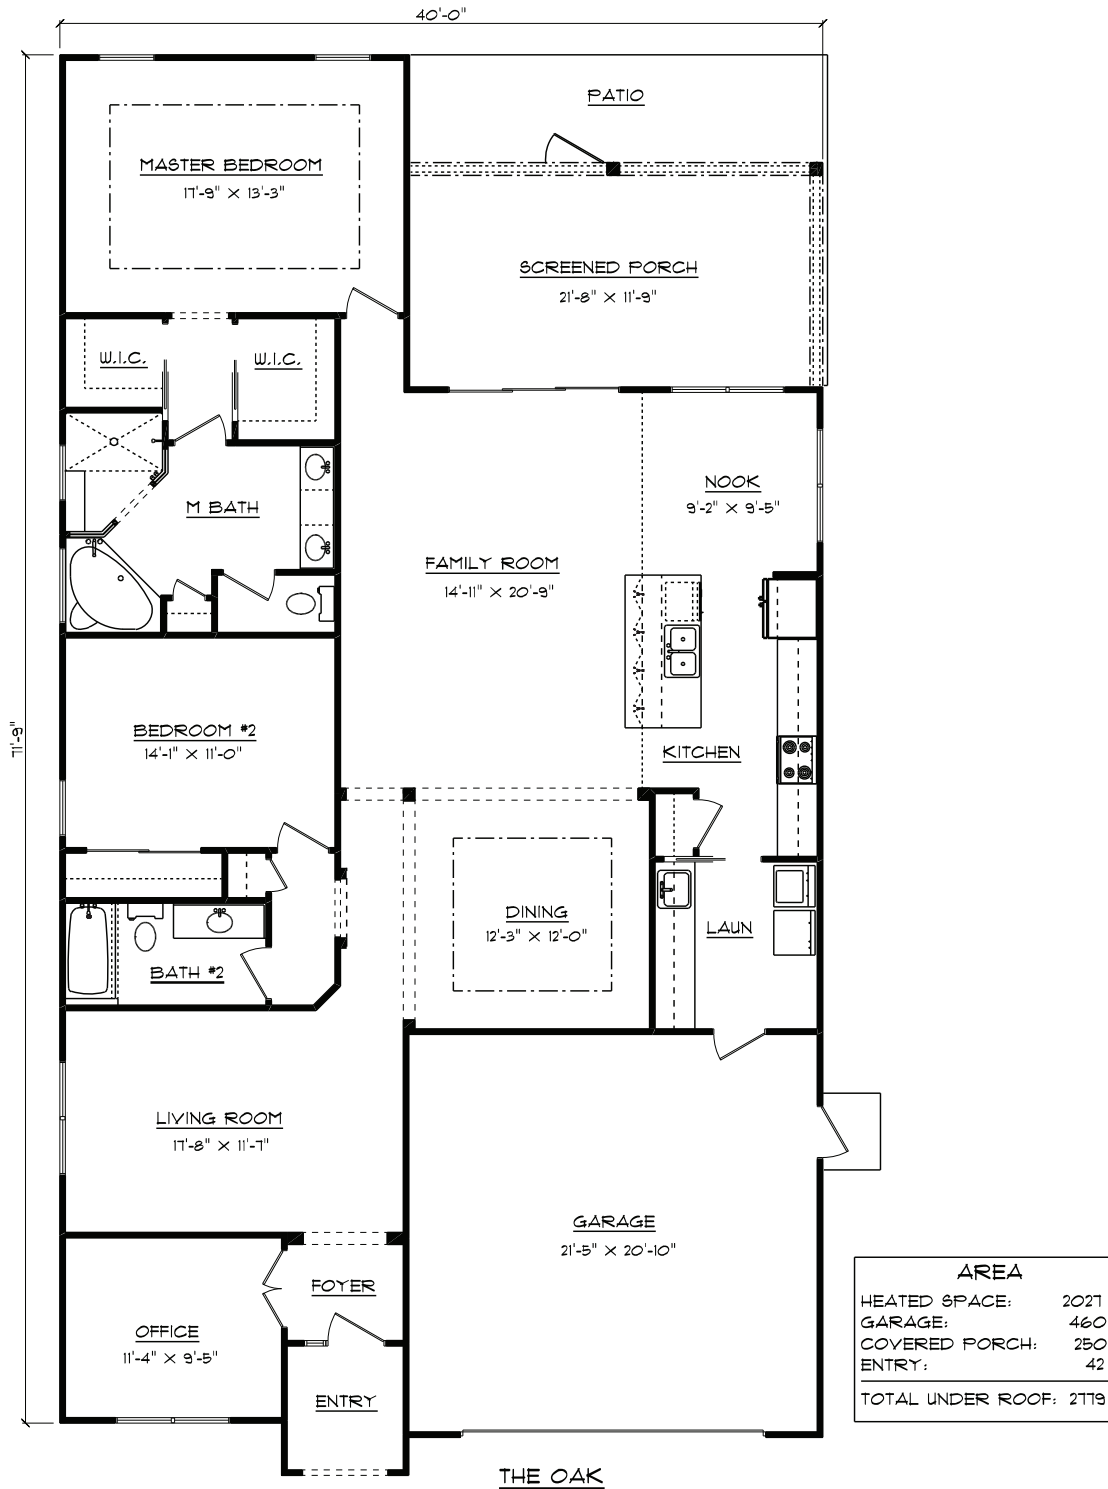 40'-0"
PATIO
MASTER BEDROOM
17'-9" X 13'-3"
SCREENED PORCH
21'-8" X 11'-9"
W.I.C.
W.I.C.
NOOK
9'-2" X 9'-5"
M BATH
FAMILY ROOM
14'-11" X 20'-9"
71'-9"
BEDROOM #2
14'-1" X 11'-0"
KITCHEN
DINING
12'-3" X 12'-0"
LAUN
BATH #2
LIVING ROOM
17'-8" X 11'-7"
GARAGE
21'-5" X 20'-10"
FOYER
OFFICE
11'-4" X 9'-5"
ENTRY
AREA
HEATED SPACE: 2027
GARAGE: 460
COVERED PORCH: 250
ENTRY: 42
TOTAL UNDER ROOF: 2779
THE OAK